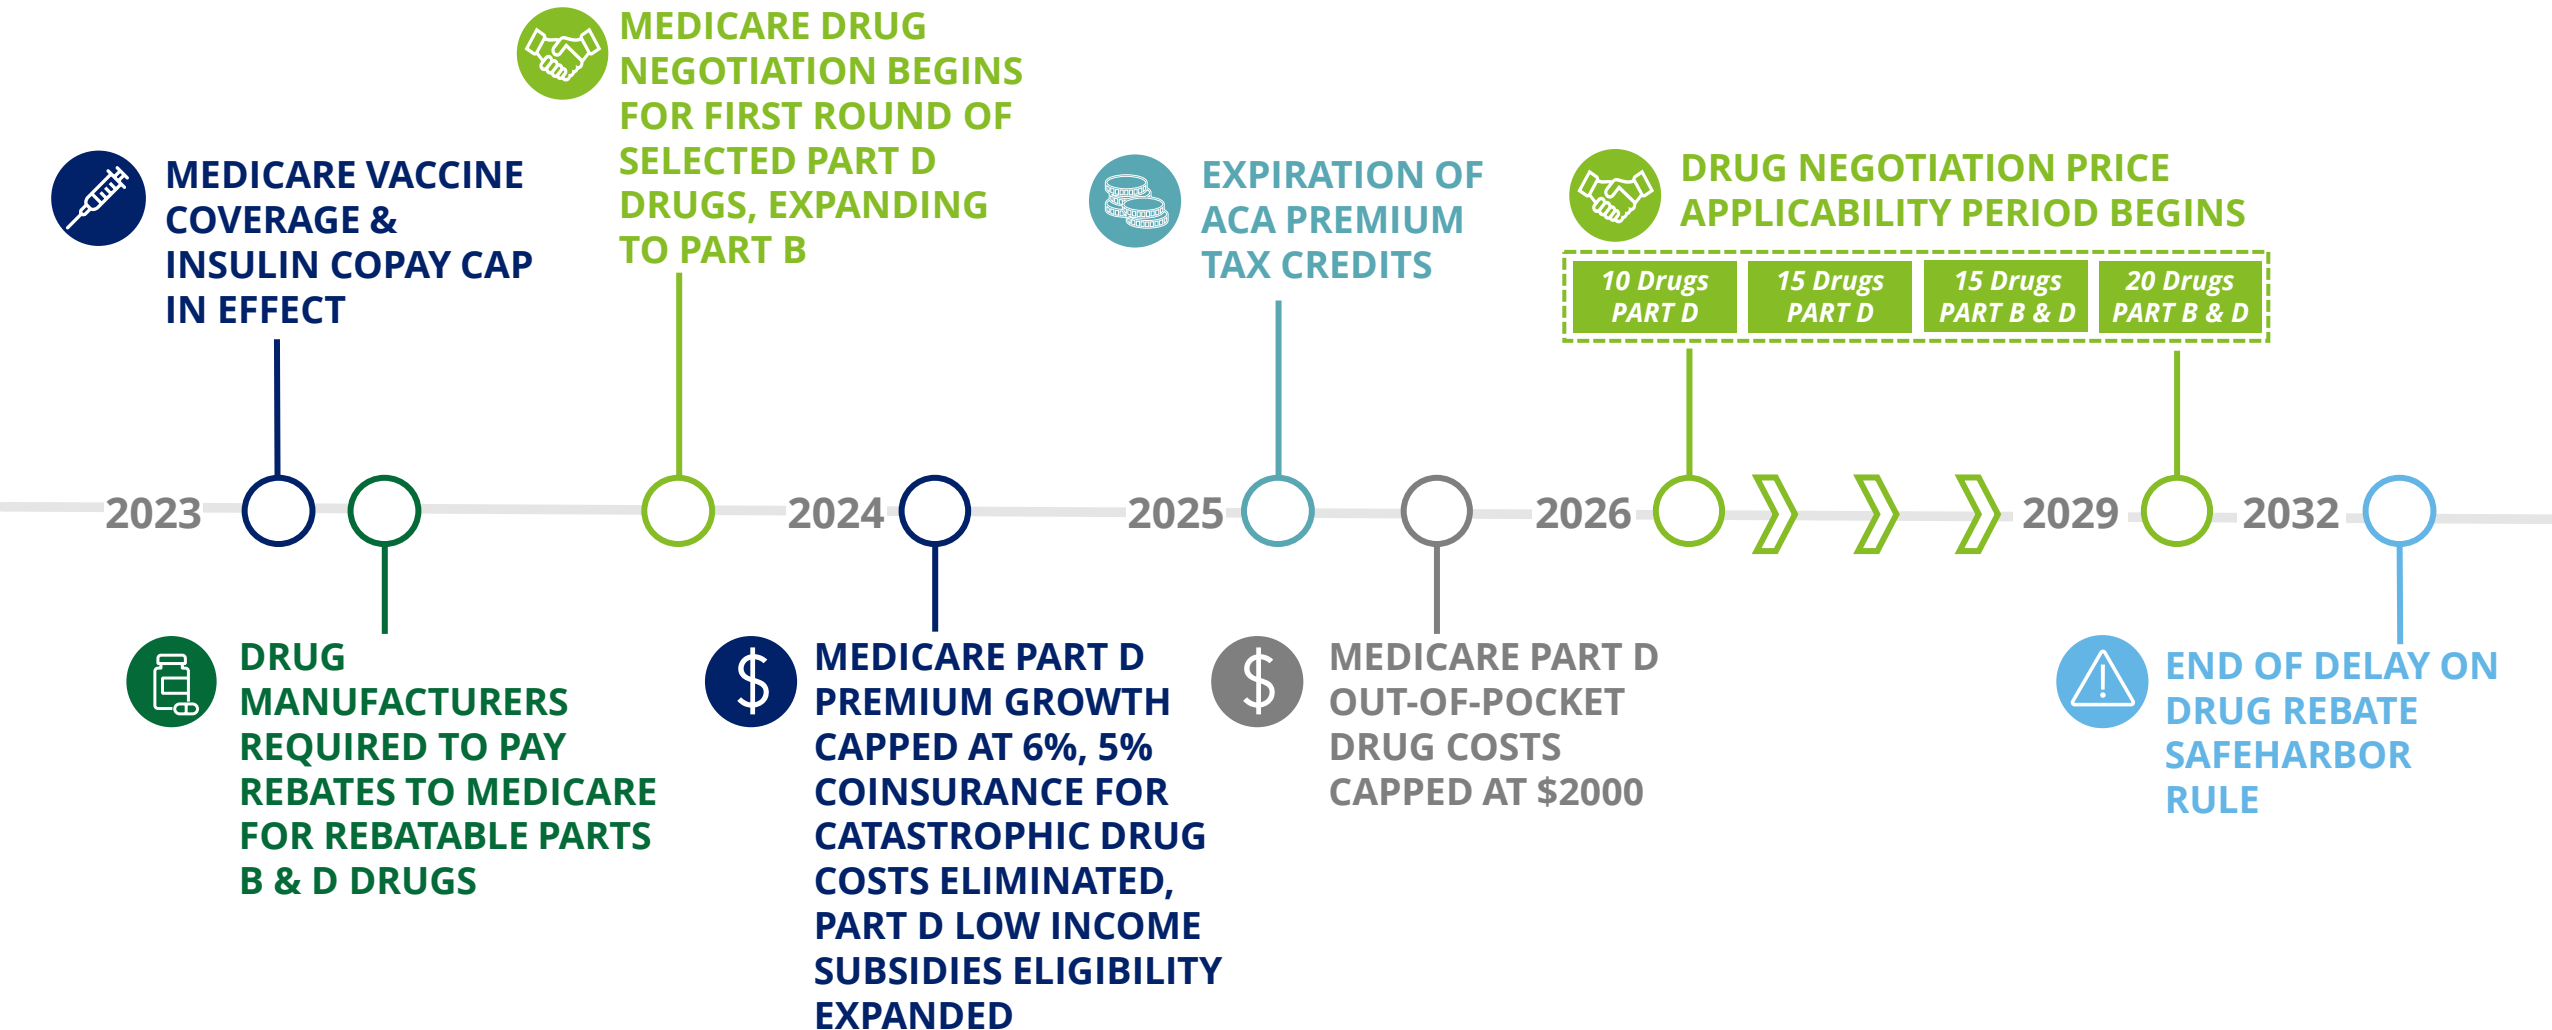 MEDICARE DRUG
NEGOTIATION BEGINS
FOR FIRST ROUND OF
SELECTED PART D
DRUGS, EXPANDING
TO PART B
MEDICARE VACCINE
COVERAGE &
INSULIN COPAY CAP
IN EFFECT
EXPIRATION OF
ACA PREMIUM
TAX CREDITS
DRUG NEGOTIATION PRICE
APPLICABILITY PERIOD BEGINS
10 Drugs
PART D
15 Drugs
PART D
15 Drugs
PART B & D
20 Drugs
PART B & D
2023
2024
2025
2026
2029
2032
DRUG
MANUFACTURERS
REQUIRED TO PAY
REBATES TO MEDICARE
FOR REBATABLE PARTS
B & D DRUGS
$
MEDICARE PART D
PREMIUM GROWTH
CAPPED AT 6%, 5%
COINSURANCE FOR
CATASTROPHIC DRUG
COSTS ELIMINATED,
PART D LOW INCOME
SUBSIDIES ELIGIBILITY
EXPANDED
$
MEDICARE PART D
OUT-OF-POCKET
DRUG COSTS
CAPPED AT $2000
END OF DELAY ON
DRUG REBATE
SAFEHARBOR
RULE